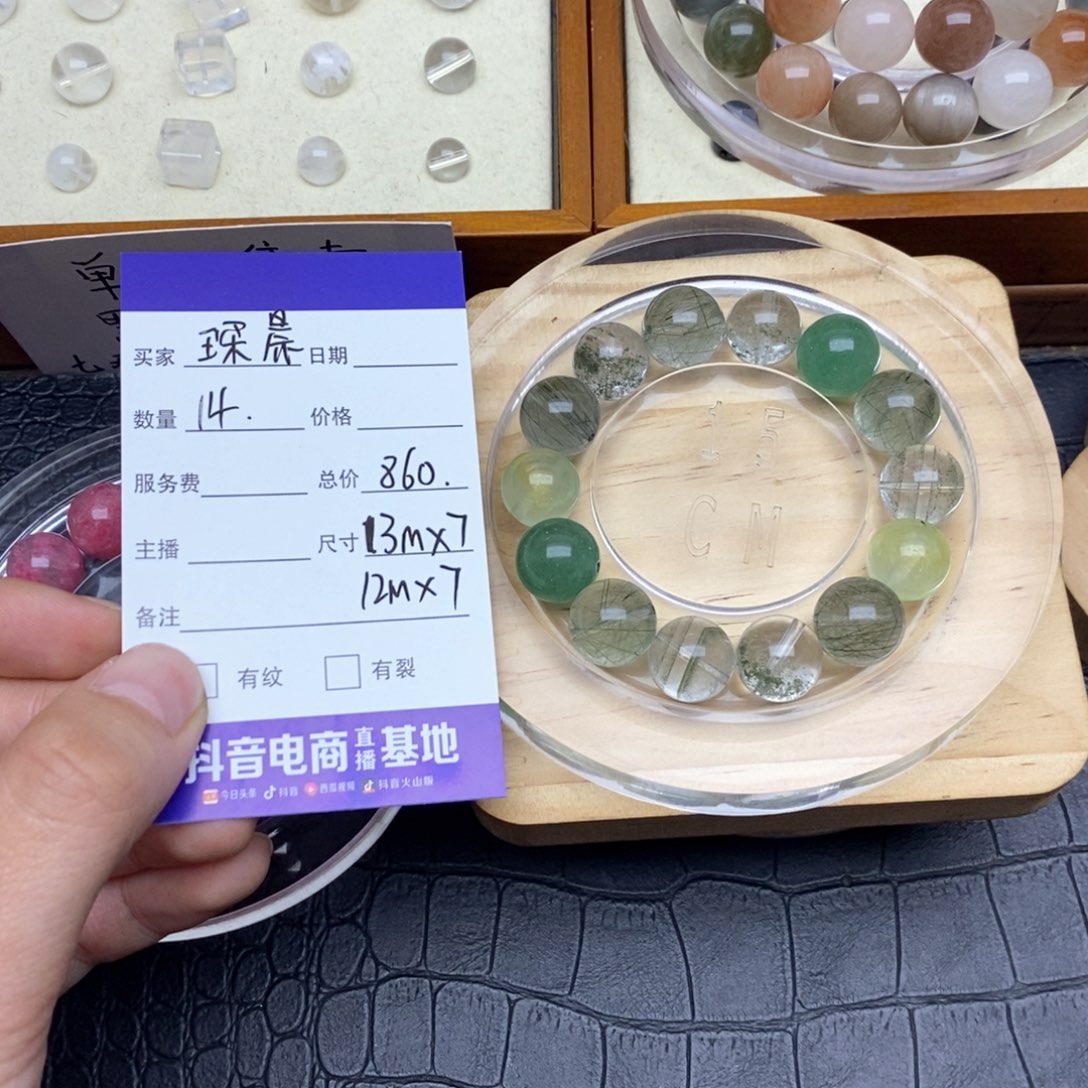 单
买家 琛晨 日期
数量 14. 价格
服务费 总价 860.
主播 尺寸 13m×7
12m×7
备注
有纹 有裂
抖音电商直播基地
今日头条 抖音 西瓜视频 抖音火山版
CM